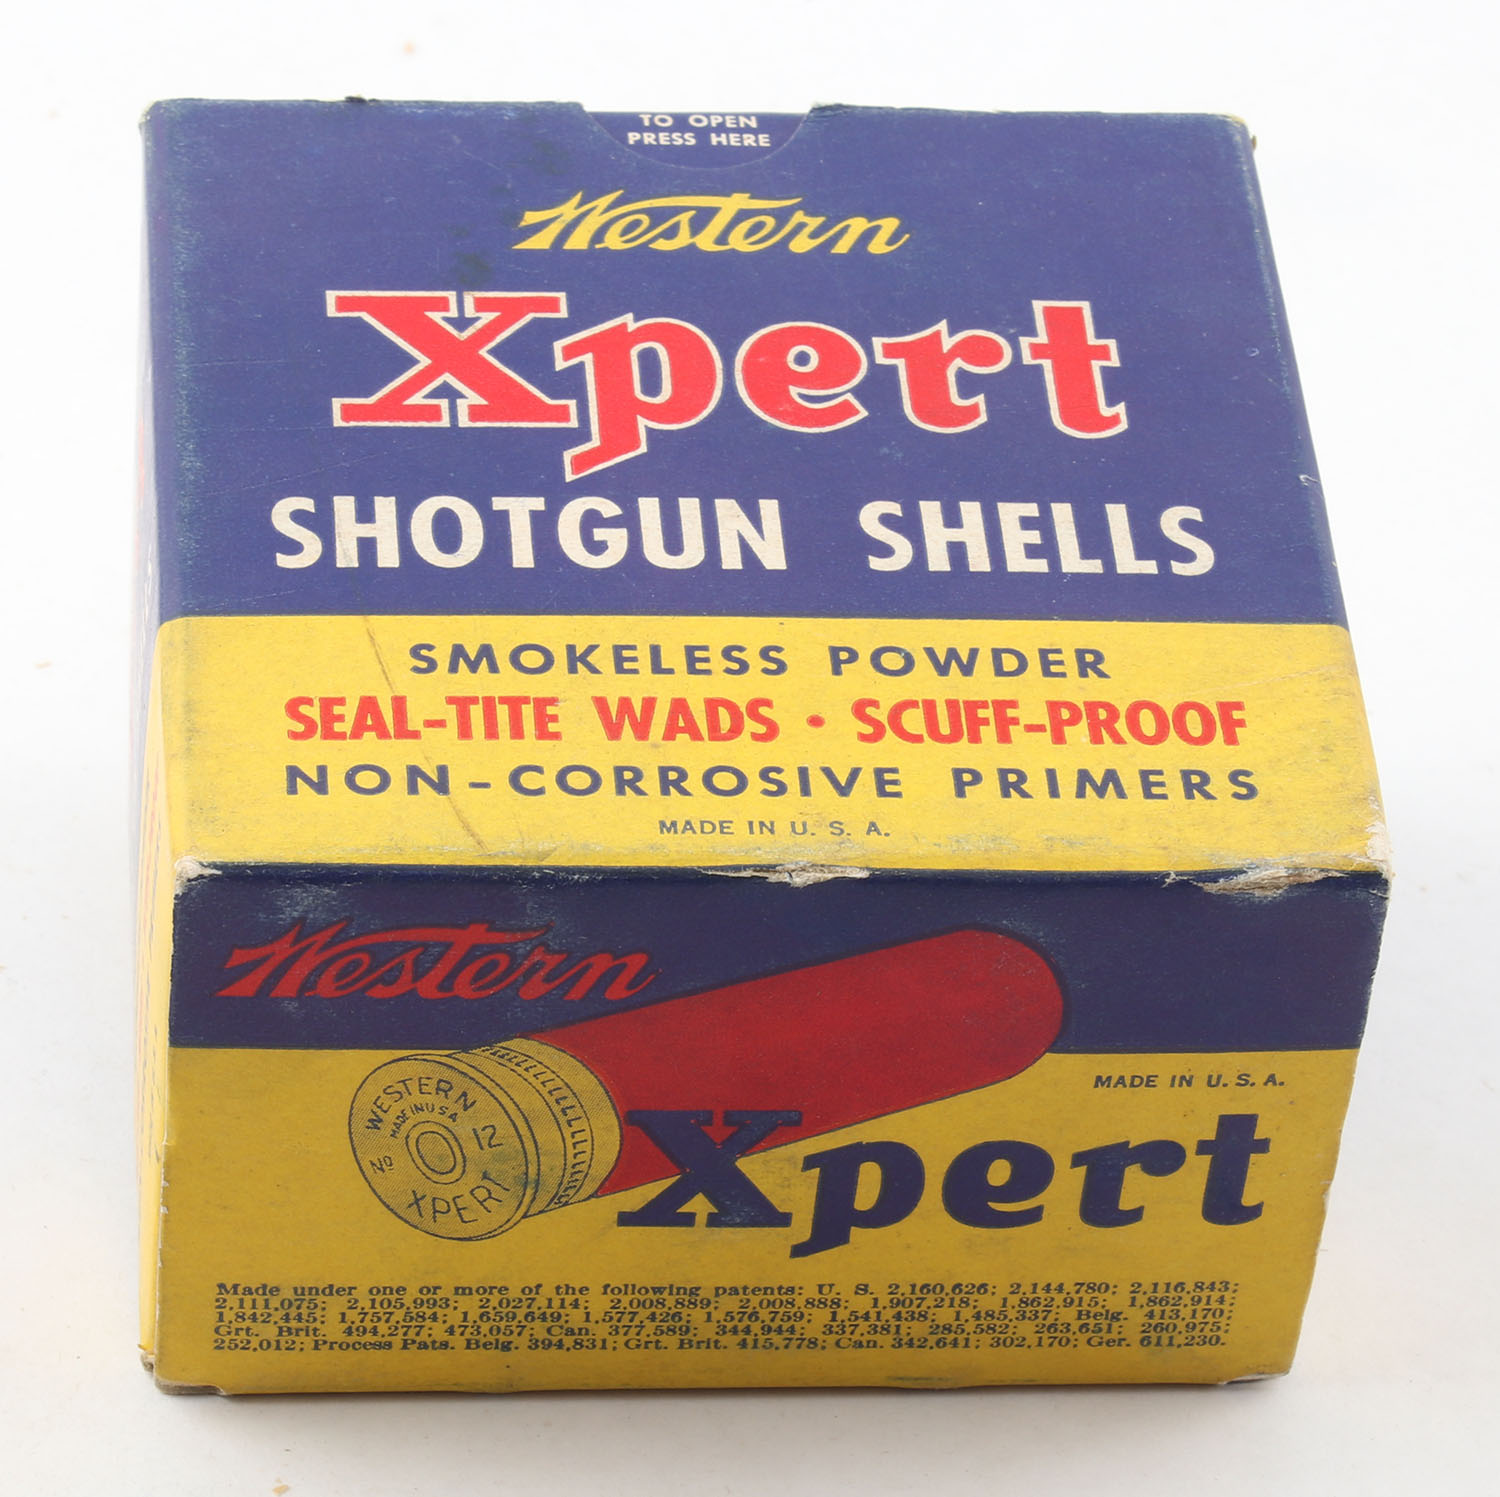 TO OPEN
PRESS HERE
Western
Xpert
SHOTGUN SHELLS
SMOKELESS POWDER
SEAL-TITE WADS • SCUFF-PROOF
NON-CORROSIVE PRIMERS
MADE IN U. S. A.
Western
WESTERN
MADE IN USA
No 12
XPERT
MADE IN U. S. A.
Xpert
Made under one or more of the following patents: U. S. 2,160,626; 2,144,780; 2,116,843;
2,111,075; 2,105,993; 2,027,114; 2,008,889; 2,008,888; 1,907,218; 1,862,915; 1,862,914;
1,842,445; 1,757,584; 1,659,649; 1,577,426; 1,576,759; 1,541,438; 1,485,337; Belg. 413,170;
Grt. Brit. 494,277; 473,057; Can. 377,589; 344,944; 337,381; 285,582; 263,651; 260,975;
252,012; Process Pats. Belg. 394,831; Grt. Brit. 415,778; Can. 342,641; 302,170; Ger. 611,230.